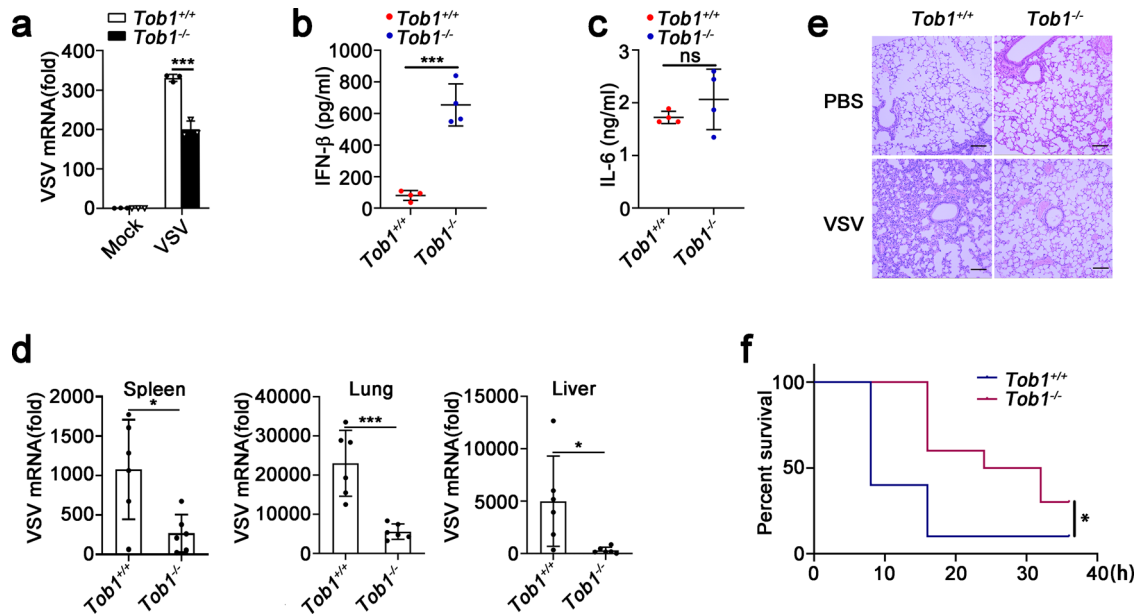 a
Tob1+/+
Tob1-/-
VSV mRNA(fold)
400
300
200
100
0
***
Mock
VSV
b
Tob1+/+
Tob1-/-
IFN-β (pg/ml)
1000
800
600
400
200
0
***
Tob1+/+
Tob1-/-
c
Tob1+/+
Tob1-/-
IL-6 (ng/ml)
3
2
1
0
ns
Tob1+/+
Tob1-/-
e
Tob1+/+
Tob1-/-
PBS
VSV
d
Spleen
VSV mRNA(fold)
2000
1500
1000
500
0
*
Tob1+/+
Tob1-/-
Lung
VSV mRNA(fold)
40000
30000
20000
10000
0
***
Tob1+/+
Tob1-/-
Liver
VSV mRNA(fold)
15000
10000
5000
0
*
Tob1+/+
Tob1-/-
f
Tob1+/+
Tob1-/-
Percent survival
100
50
0
*
0
10
20
30
40(h)